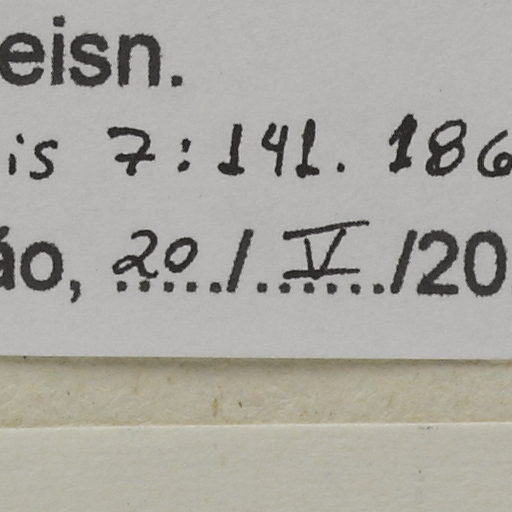 eisn.
is 7:141. 186
ão, 20/V/20